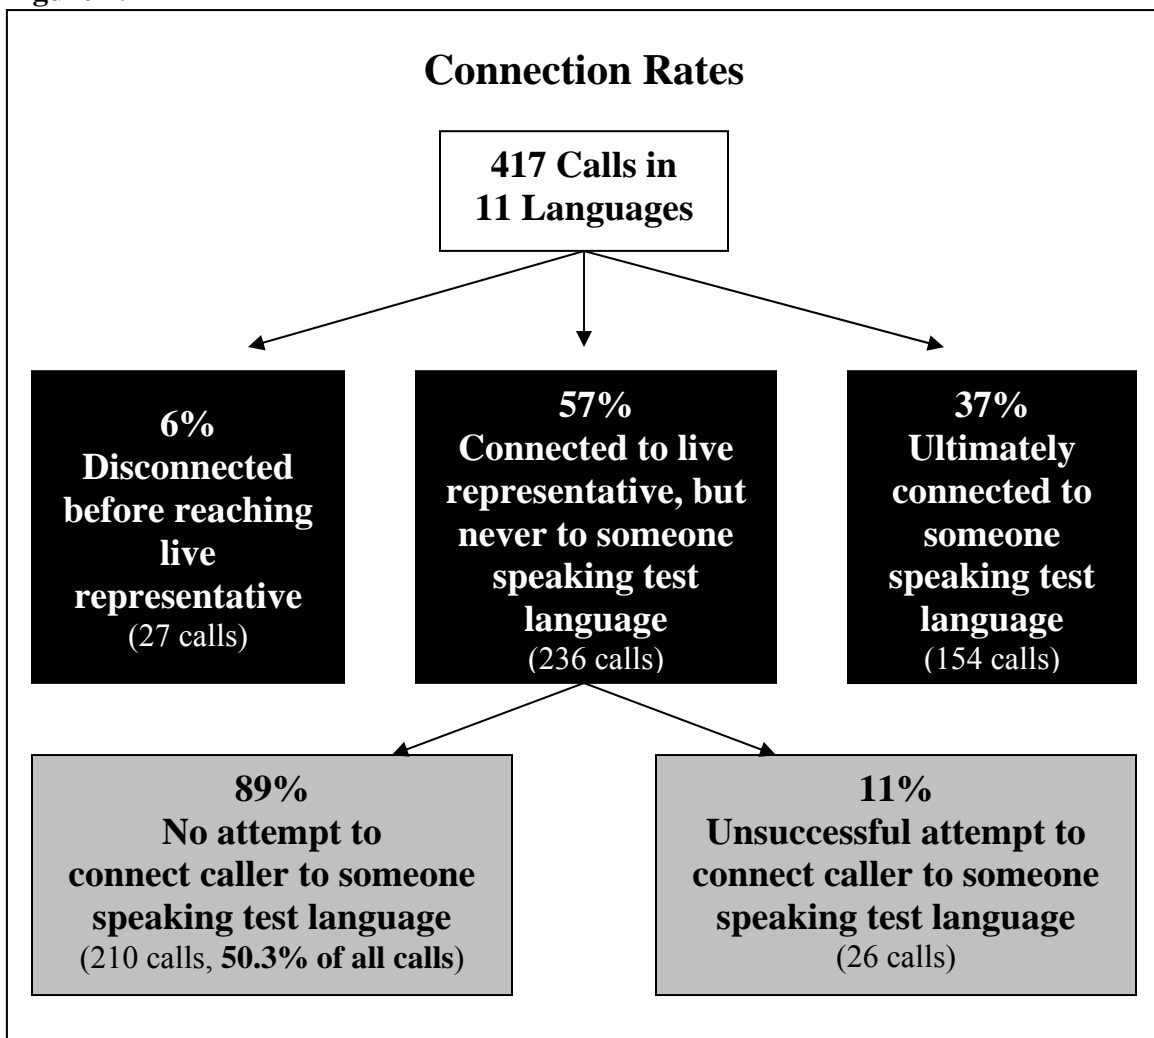 Connection Rates
417 Calls in
11 Languages
6%
Disconnected
before reaching
live
representative
(27 calls)
57%
Connected to live
representative, but
never to someone
speaking test
language
(236 calls)
37%
Ultimately
connected to
someone
speaking test
language
(154 calls)
89%
No attempt to
connect caller to someone
speaking test language
(210 calls, 50.3% of all calls)
11%
Unsuccessful attempt to
connect caller to someone
speaking test language
(26 calls)